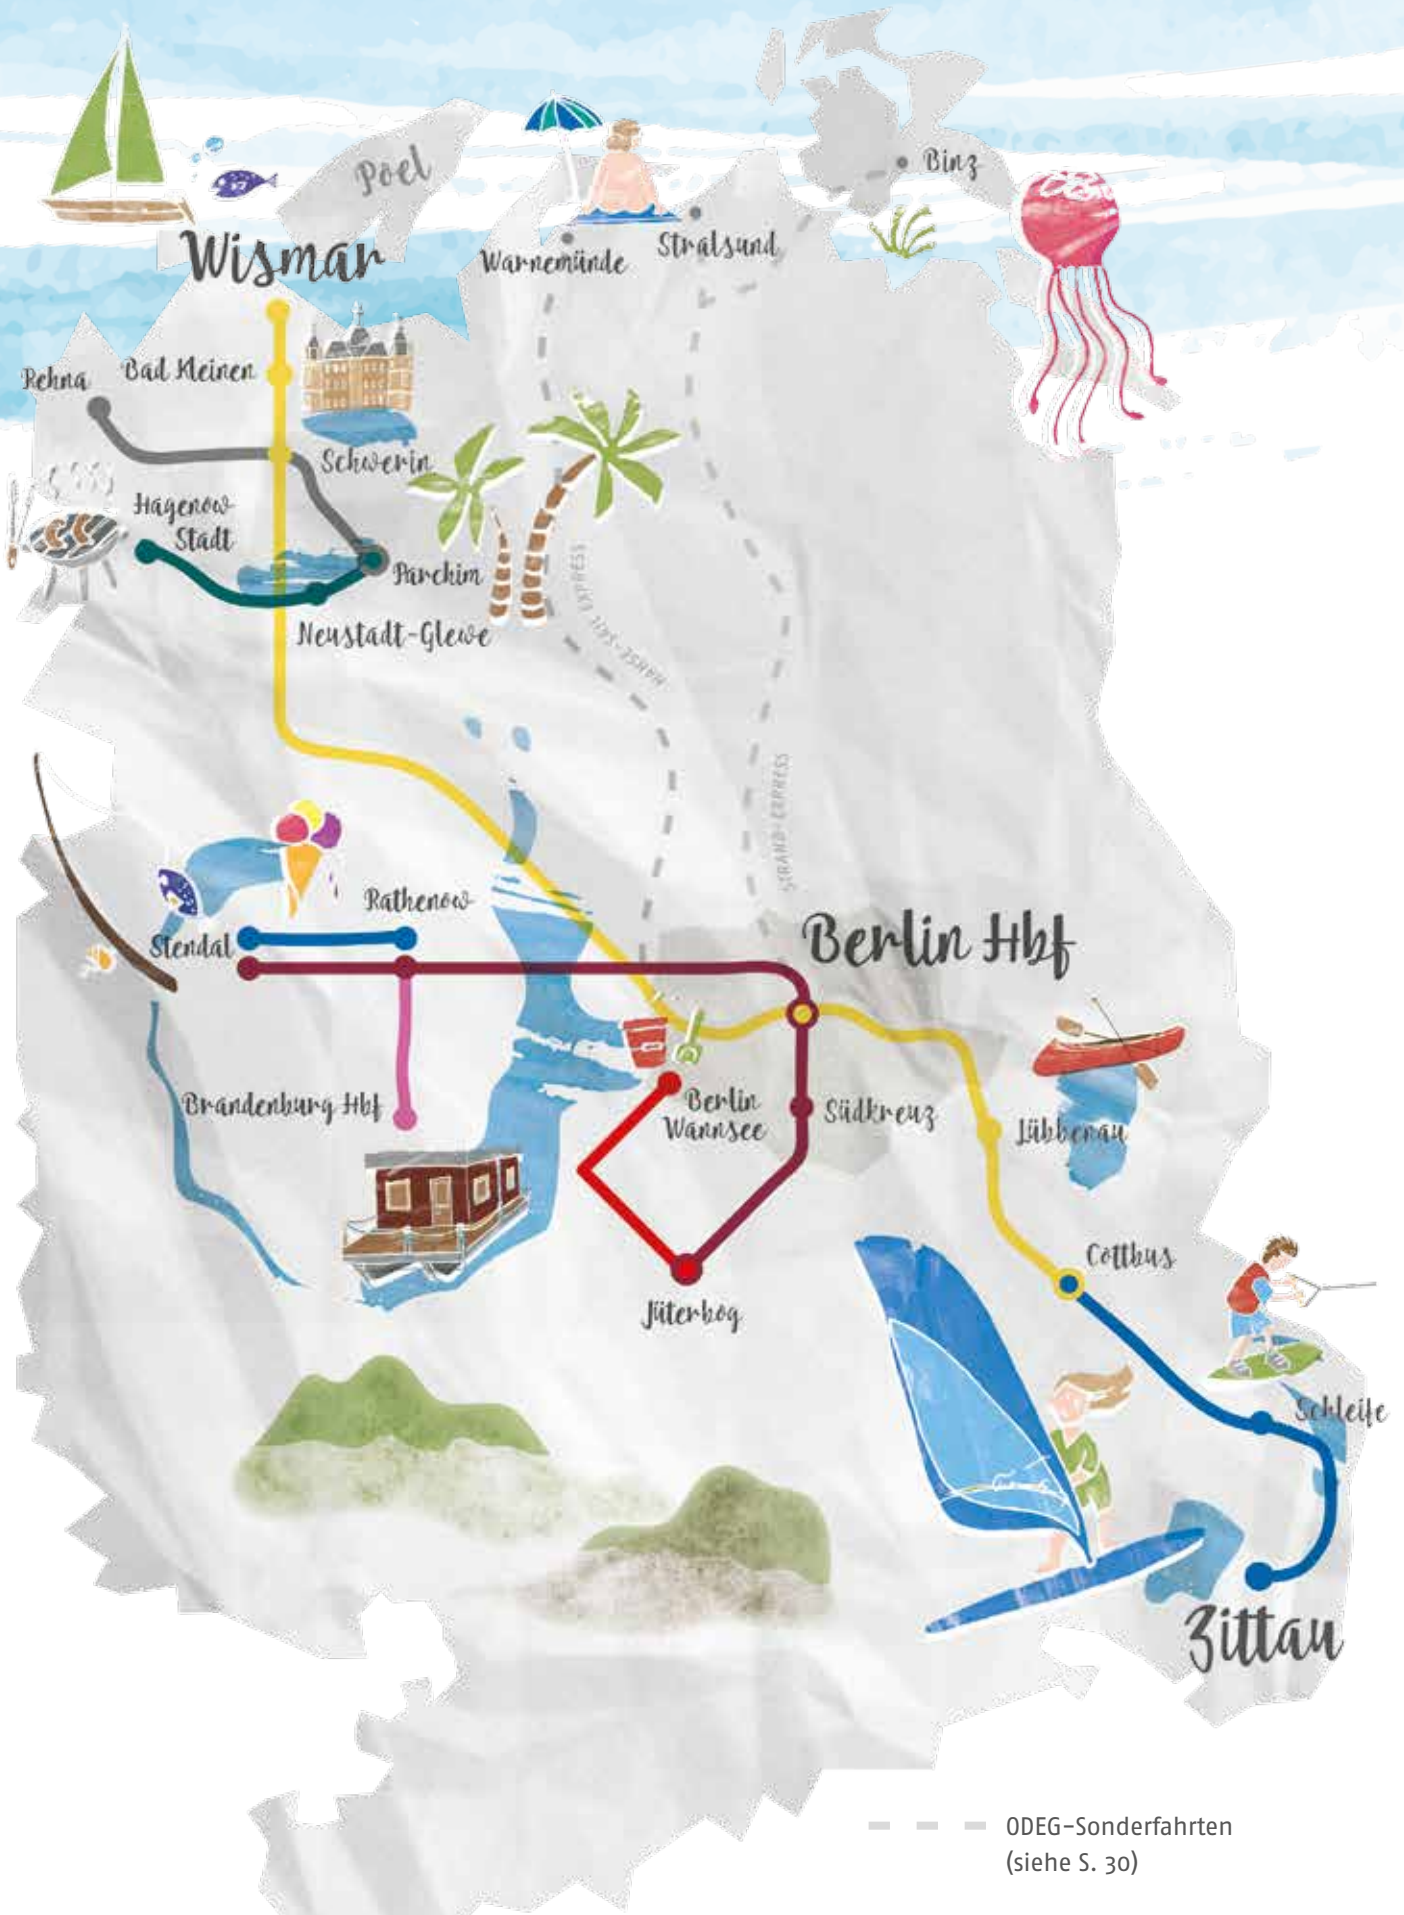 Poel
Binz
Wismar
Warnemünde
Stralsund
Rehna
Bad Kleinen
Schwerin
Hagenow
Stadt
Parchim
Neustadt-Glewe
HANSE-SAIL EXPRESS
STRAND-EXPRESS
Rathenow
Stendal
Berlin Hbf
Brandenburg Hbf
Berlin
Wannsee
Südkreuz
Lübbenau
Cottbus
Jüterbog
Schleife
Zittau
ODEG-Sonderfahrten
(siehe S. 30)